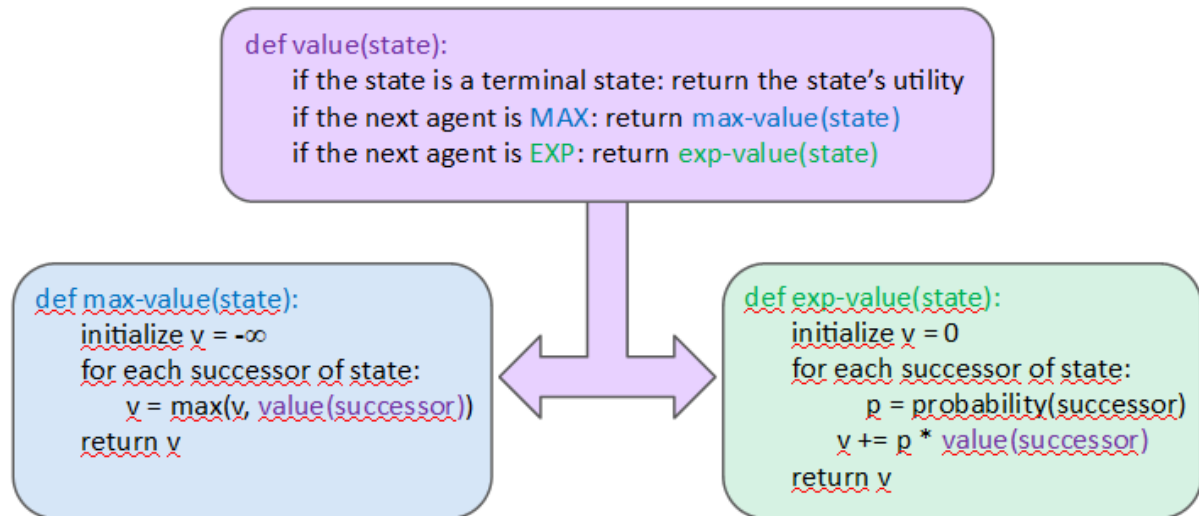 def value(state):
if the state is a terminal state: return the state’s utility
if the next agent is MAX: return max-value(state)
if the next agent is EXP: return exp-value(state)
def max-value(state):
initialize v = -∞
for each successor of state:
v = max(v, value(successor))
return v
def exp-value(state):
initialize v = 0
for each successor of state:
p = probability(successor)
v += p * value(successor)
return v